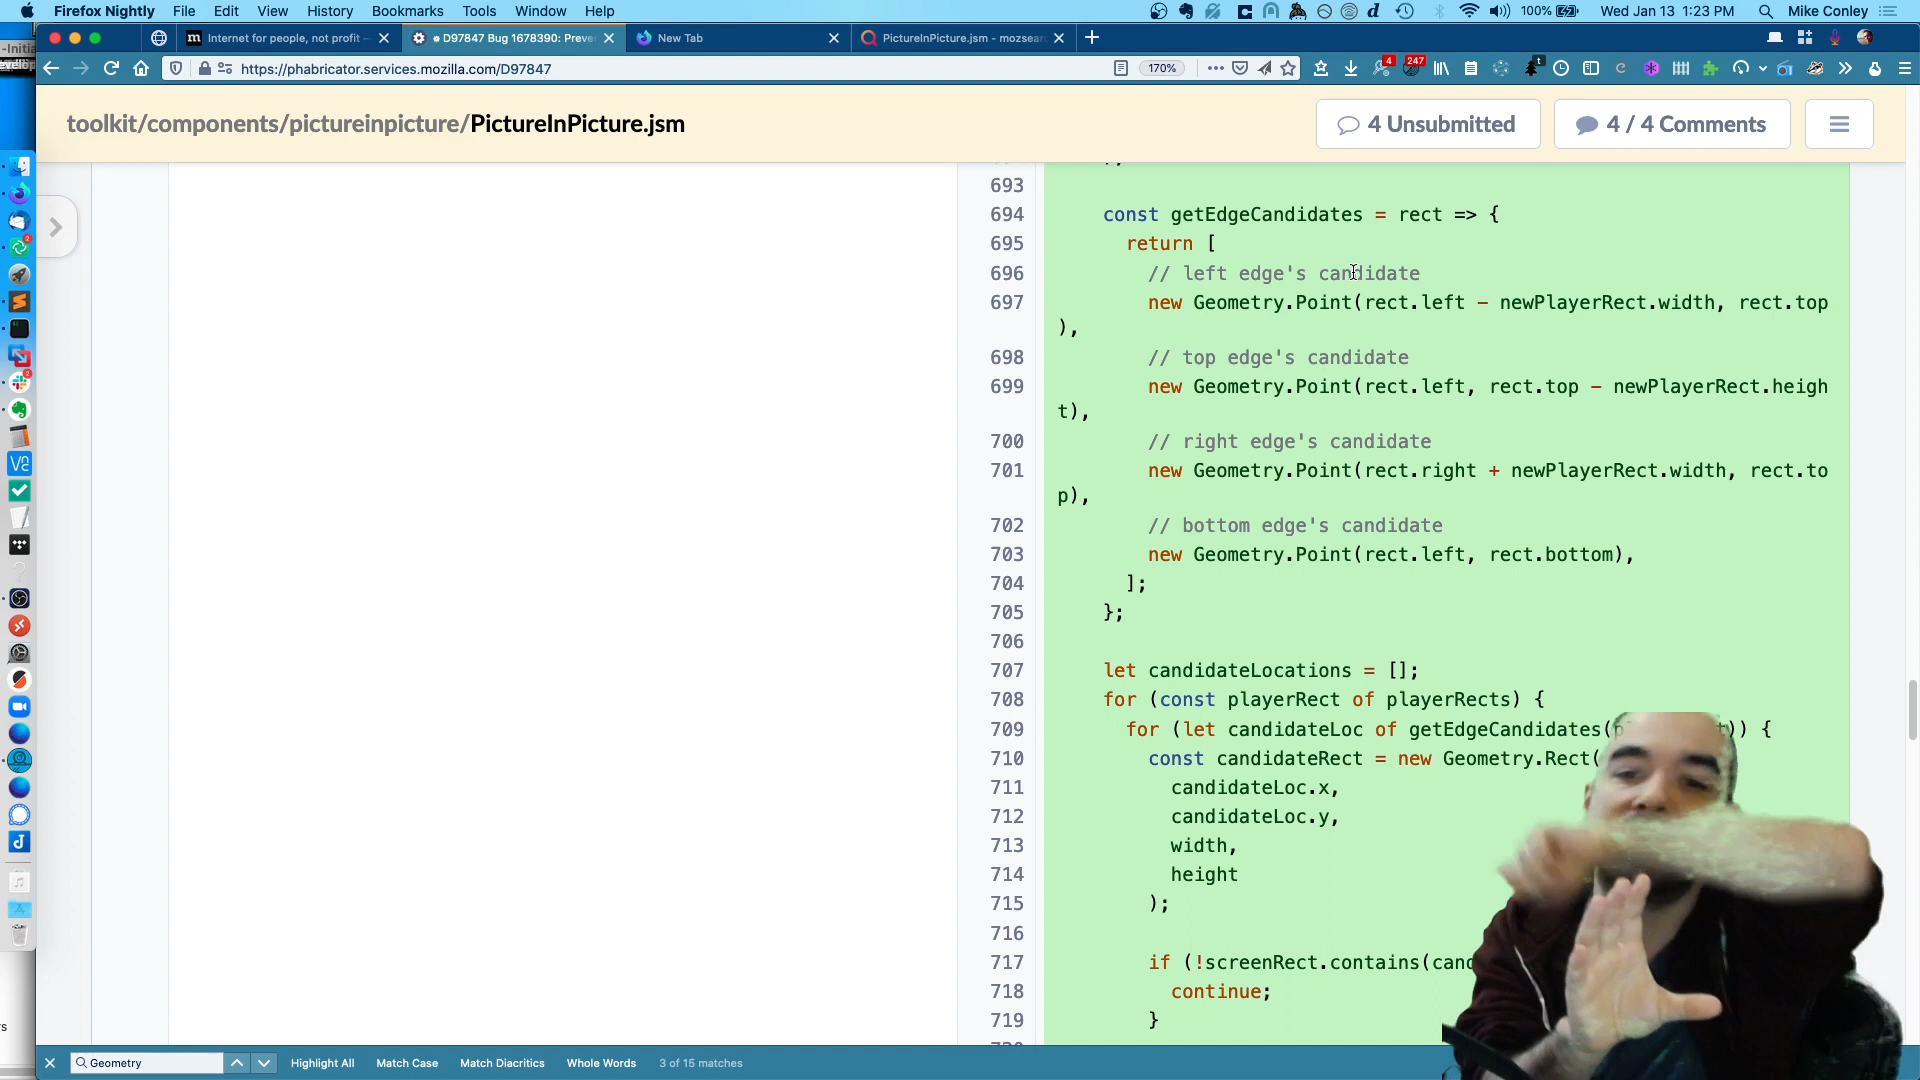 Firefox Nightly File Edit View History Bookmarks Tools Window Help
100% Wed Jan 13 1:23 PM Mike Conley
Internet for people, not profit —
D97847 Bug 1678390: Preve
New Tab
PictureInPicture.jsm - mozsear
https://phabricator.services.mozilla.com/D97847
170%
4
247
toolkit/components/pictureinpicture/PictureInPicture.jsm
4 Unsubmitted
4 / 4 Comments
693
694 const getEdgeCandidates = rect => {
695 return [
696 // left edge's candidate
697 new Geometry.Point(rect.left - newPlayerRect.width, rect.top
),
698 // top edge's candidate
699 new Geometry.Point(rect.left, rect.top - newPlayerRect.heigh
t),
700 // right edge's candidate
701 new Geometry.Point(rect.right + newPlayerRect.width, rect.to
p),
702 // bottom edge's candidate
703 new Geometry.Point(rect.left, rect.bottom),
704 ];
705 };
706
707 let candidateLocations = [];
708 for (const playerRect of playerRects) {
709 for (let candidateLoc of getEdgeCandidates( )) {
710 const candidateRect = new Geometry.Rect(
711 candidateLoc.x,
712 candidateLoc.y,
713 width,
714 height
715 );
716
717 if (!screenRect.contains(cand
718 continue;
719 }
Geometry
Highlight All Match Case Match Diacritics Whole Words 3 of 15 matches